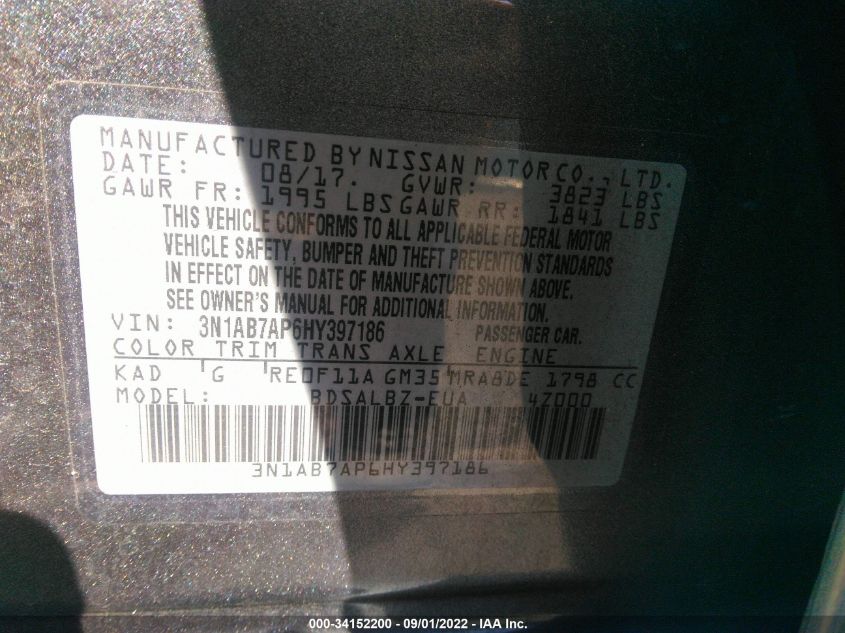 MANUFACTURED BY NISSAN MOTOR CO., LTD.
DATE: 08/17. GVWR: 3823 LBS
GAWR FR: 1995 LBS GAWR RR: 1841 LBS
THIS VEHICLE CONFORMS TO ALL APPLICABLE FEDERAL MOTOR
VEHICLE SAFETY, BUMPER AND THEFT PREVENTION STANDARDS
IN EFFECT ON THE DATE OF MANUFACTURE SHOWN ABOVE.
SEE OWNER'S MANUAL FOR ADDITIONAL INFORMATION.
VIN: 3N1AB7AP6HY397186 PASSENGER CAR.
COLOR TRIM TRANS AXLE ENGINE
KAD G RE0F11A GM35 MRA8DE 1798 CC
MODEL: BDSALBZ-EUA 47000
3N1AB7AP6HY397186
000-34152200 - 09/01/2022 - IAA Inc.